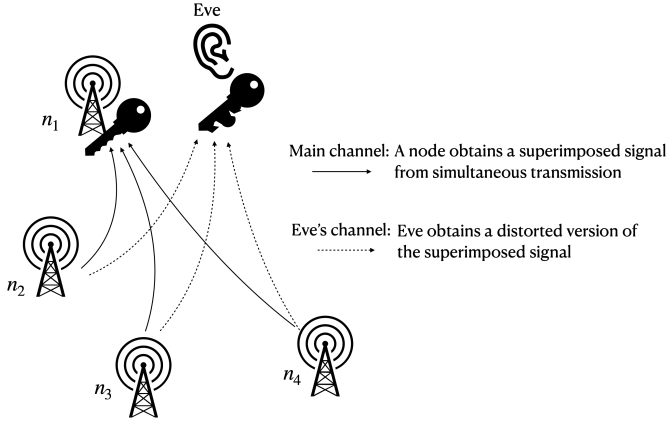 Eve
n1
Main channel: A node obtains a superimposed signal
from simultaneous transmission
Eve's channel: Eve obtains a distorted version of
the superimposed signal
n2
n3
n4